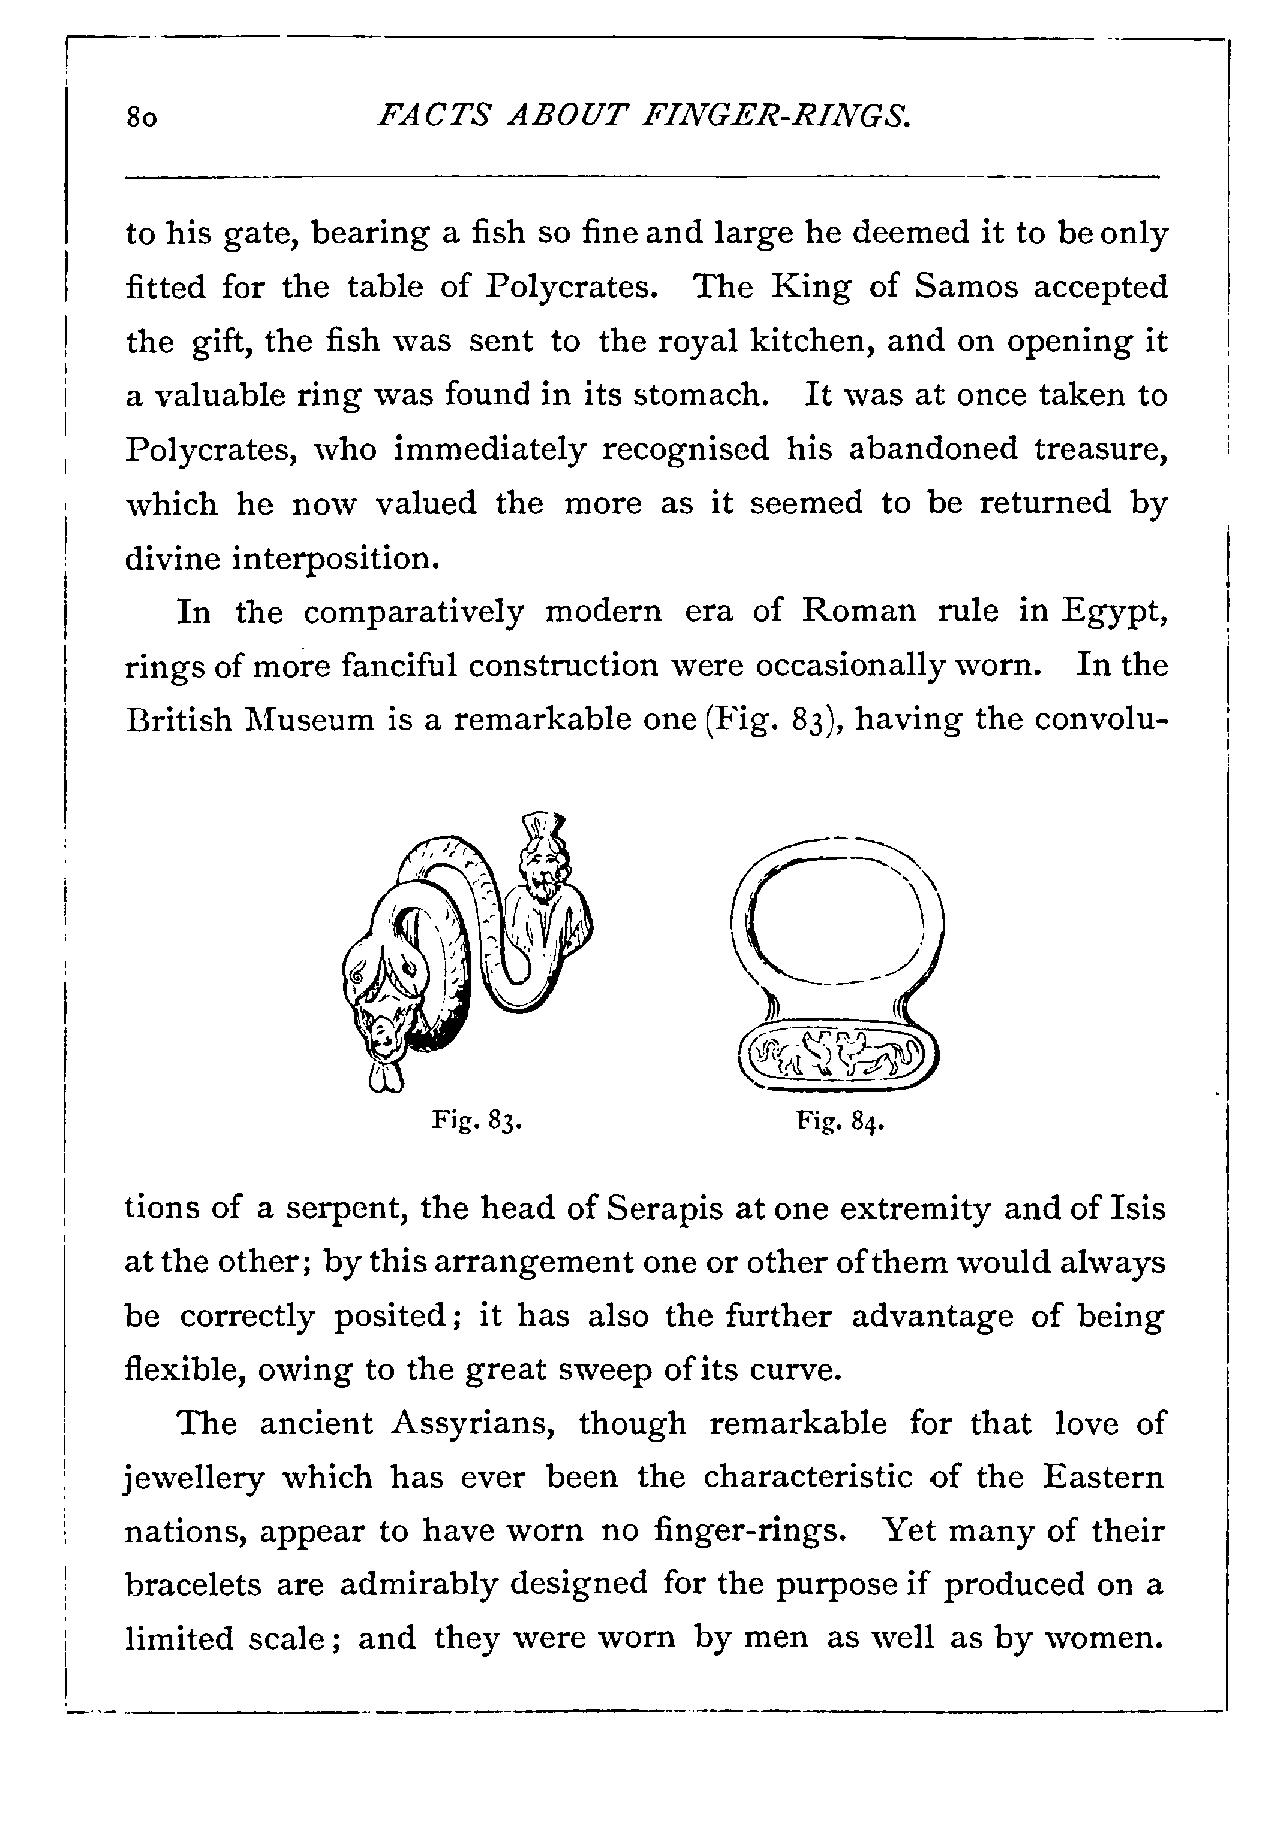 80 FACTS ABOUT FINGER-RINGS.
to his gate, bearing a fish so fine and large he deemed it to be only
fitted for the table of Polycrates. The King of Samos accepted
the gift, the fish was sent to the royal kitchen, and on opening it
a valuable ring was found in its stomach. It was at once taken to
Polycrates, who immediately recognised his abandoned treasure,
which he now valued the more as it seemed to be returned by
divine interposition.
In the comparatively modern era of Roman rule in Egypt,
rings of more fanciful construction were occasionally worn. In the
British Museum is a remarkable one (Fig. 83), having the convolu-
Fig. 83. Fig. 84.
tions of a serpent, the head of Serapis at one extremity and of Isis
at the other; by this arrangement one or other of them would always
be correctly posited; it has also the further advantage of being
flexible, owing to the great sweep of its curve.
The ancient Assyrians, though remarkable for that love of
jewellery which has ever been the characteristic of the Eastern
nations, appear to have worn no finger-rings. Yet many of their
bracelets are admirably designed for the purpose if produced on a
limited scale; and they were worn by men as well as by women.